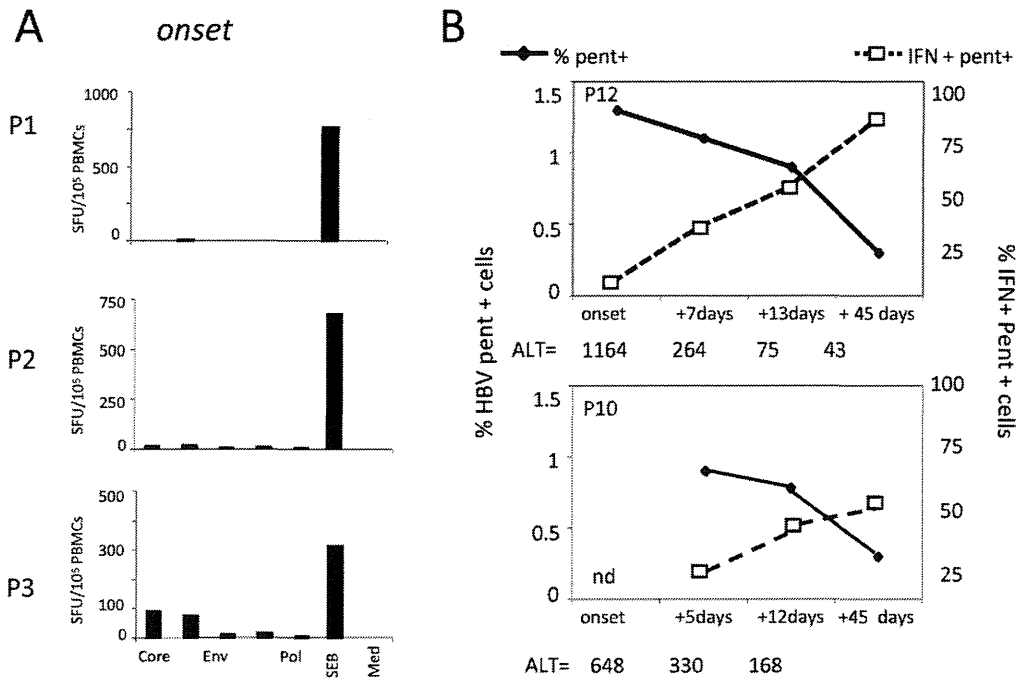 A
onset
P1
SFU/10⁵ PBMCs
1000
500
0
P2
SFU/10⁵ PBMCs
750
500
250
0
P3
SFU/10⁵ PBMCs
500
300
100
0
Core
Env
Pol
SEB
Med
B
% pent+
IFN + pent+
% HBV pent + cells
% IFN+ Pent + cells
P12
1.5
1
0.5
0
100
75
50
25
onset +7days +13days + 45 days
ALT= 1164 264 75 43
P10
1.5
1
0.5
0
100
75
50
25
nd
onset +5days +12days +45 days
ALT= 648 330 168